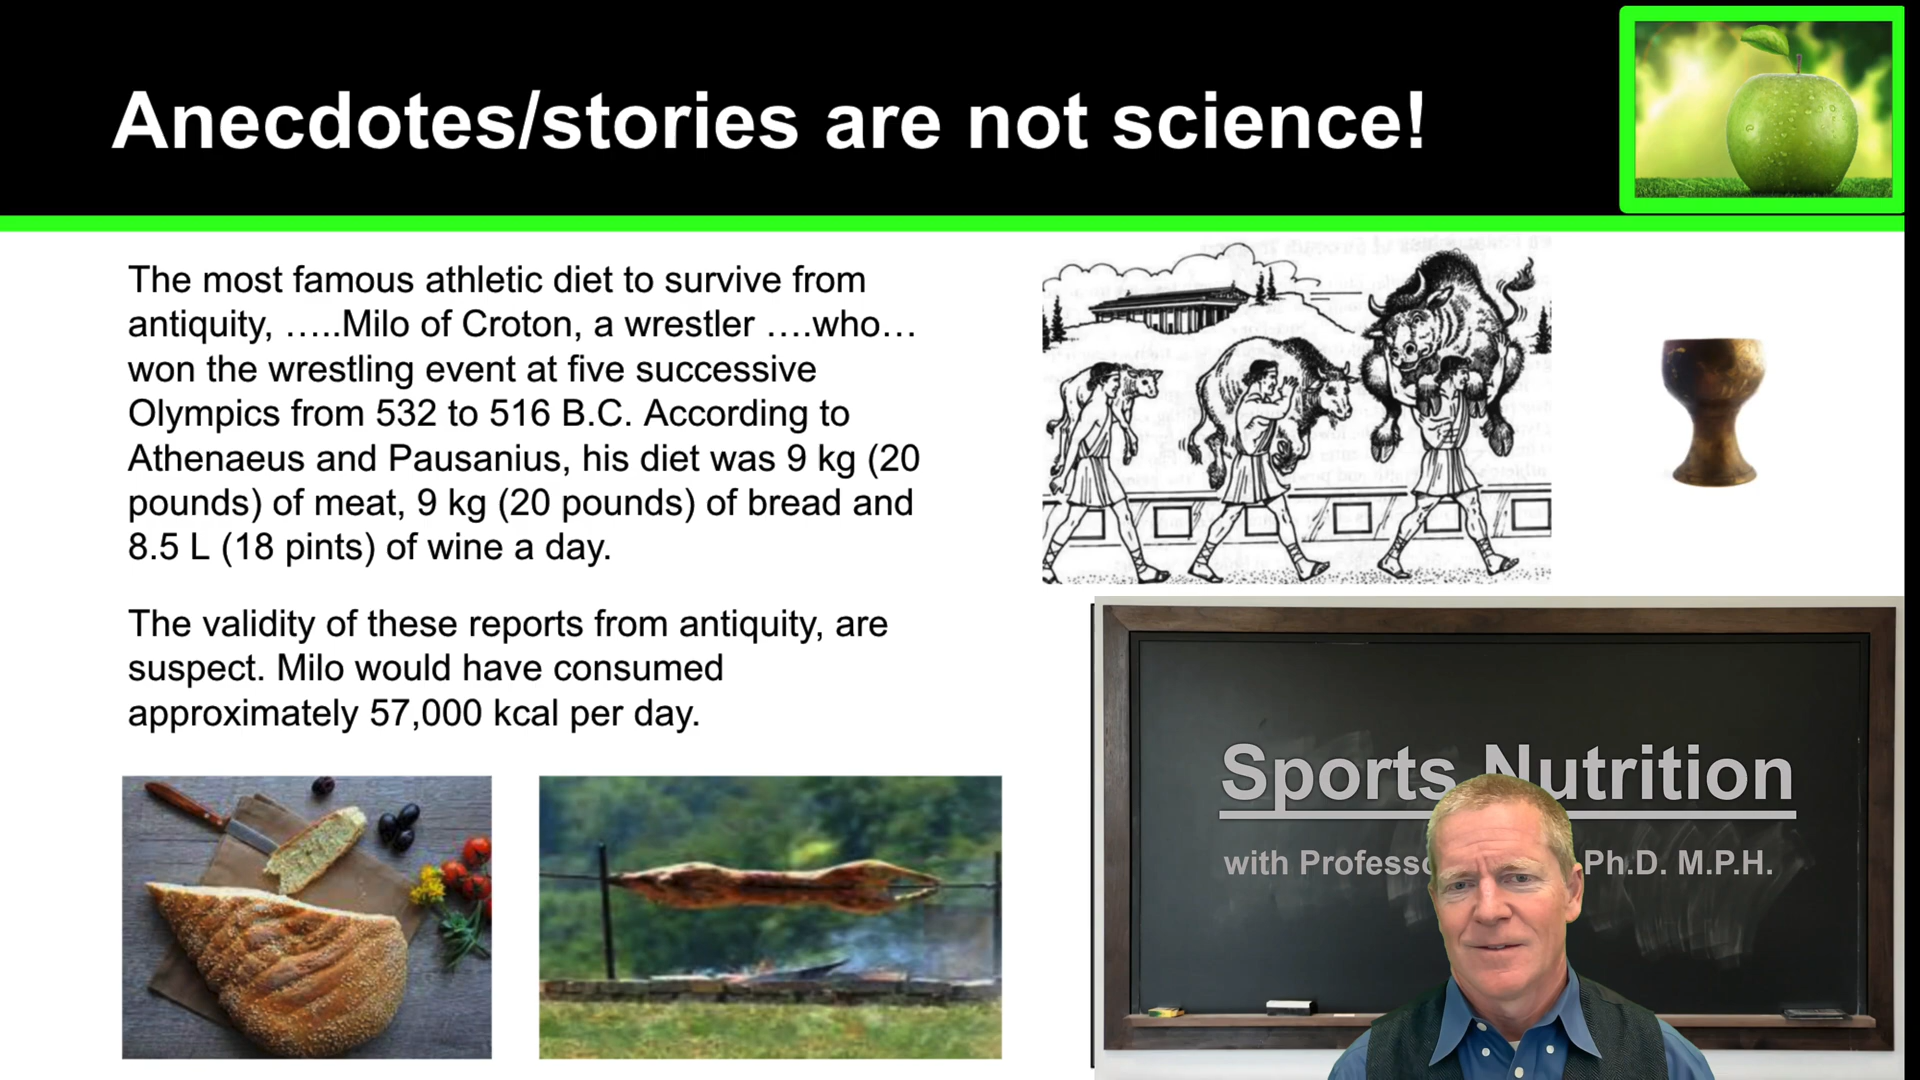 Anecdotes/stories are not science!
The most famous athletic diet to survive from
antiquity, …..Milo of Croton, a wrestler ….who…
won the wrestling event at five successive
Olympics from 532 to 516 B.C. According to
Athenaeus and Pausanius, his diet was 9 kg (20
pounds) of meat, 9 kg (20 pounds) of bread and
8.5 L (18 pints) of wine a day.
The validity of these reports from antiquity, are
suspect. Milo would have consumed
approximately 57,000 kcal per day.
Sports Nutrition
with Ph.D. M.P.H.